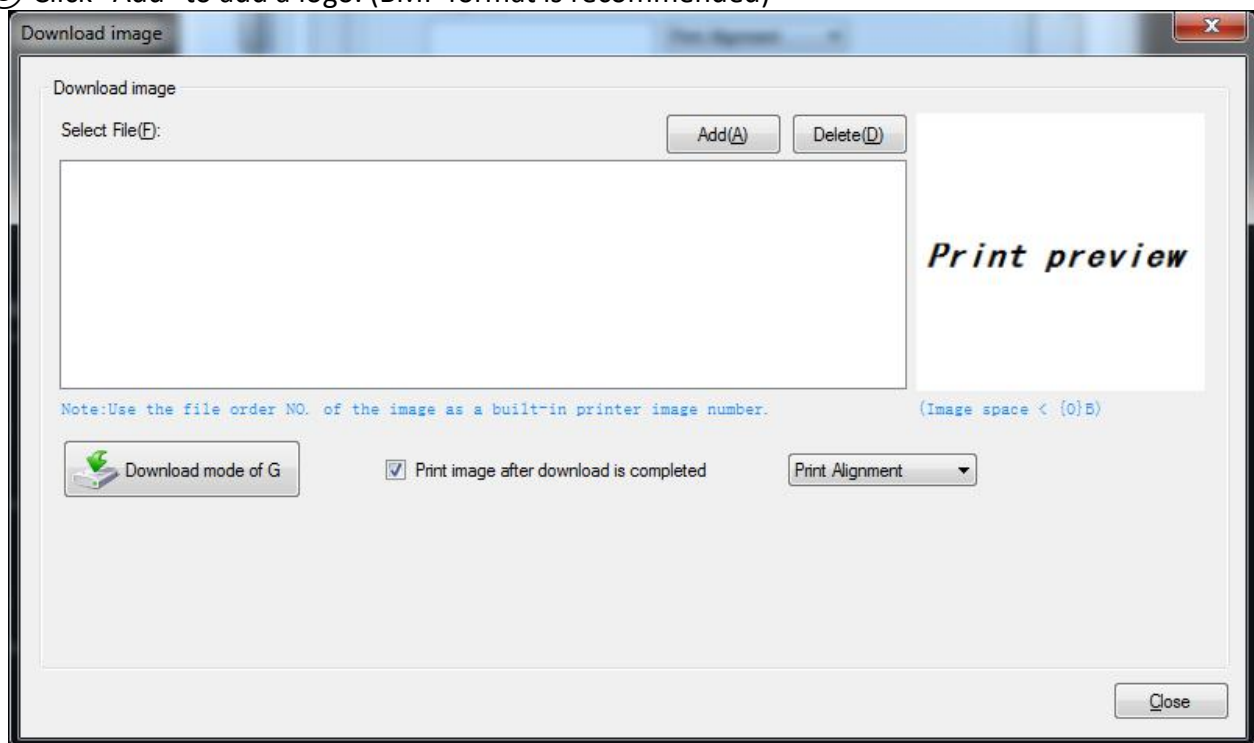 Click "Add" to add a logo. (BMP format is recommended)
Download image
Download image
Select File(F):
Add(A)
Delete(D)
Print preview
Note:Use the file order NO. of the image as a built-in printer image number.
(Image space < {0}B)
Download mode of G
Print image after download is completed
Print Alignment
Close